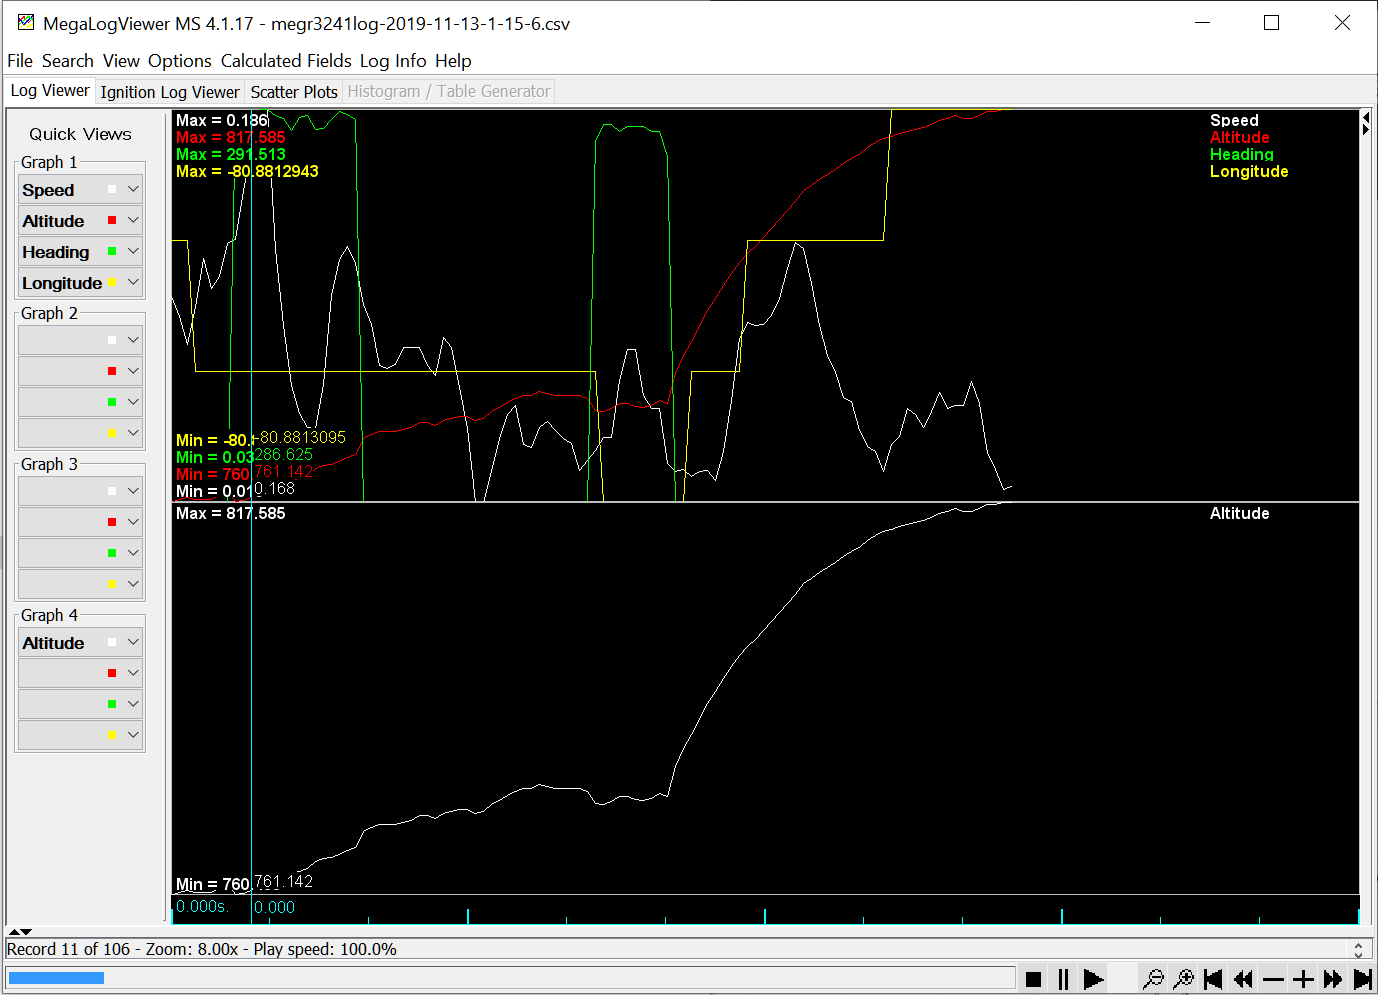 MegaLogViewer MS 4.1.17 - megr3241log-2019-11-13-1-15-6.csv
File Search View Options Calculated Fields Log Info Help
Log Viewer Ignition Log Viewer Scatter Plots Histogram / Table Generator
Quick Views
Graph 1
Speed
Altitude
Heading
Longitude
Graph 2
Graph 3
Graph 4
Altitude
Max = 0.186
Max = 817.585
Max = 291.513
Max = -80.8812943
Speed
Altitude
Heading
Longitude
Min = -80. -80.8813095
Min = 0.03 286.625
Min = 760 761.142
Min = 0.01 0.168
Max = 817.585
Altitude
Min = 760. 761.142
0.000s. 0.000
Record 11 of 106 - Zoom: 8.00x - Play speed: 100.0%